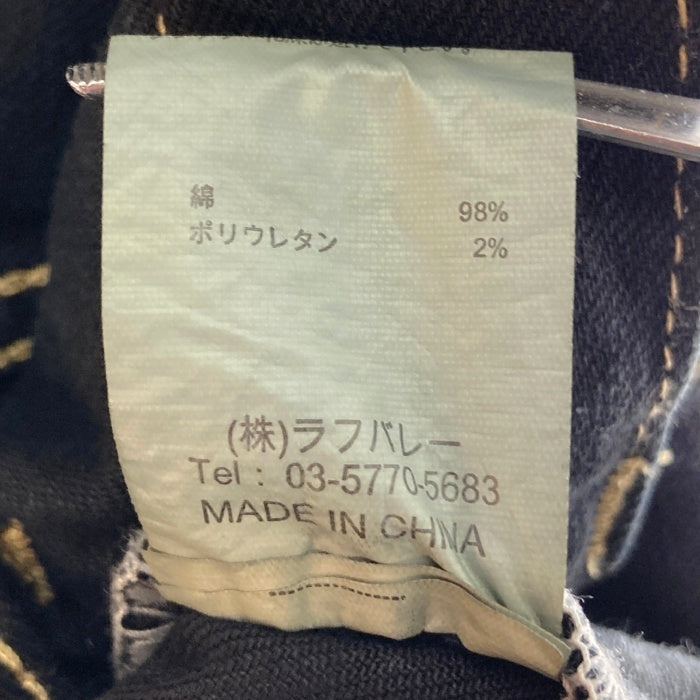 綿 98%
ポリウレタン 2%
(株)ラフバレー
Tel : 03-5770-5683
MADE IN CHINA